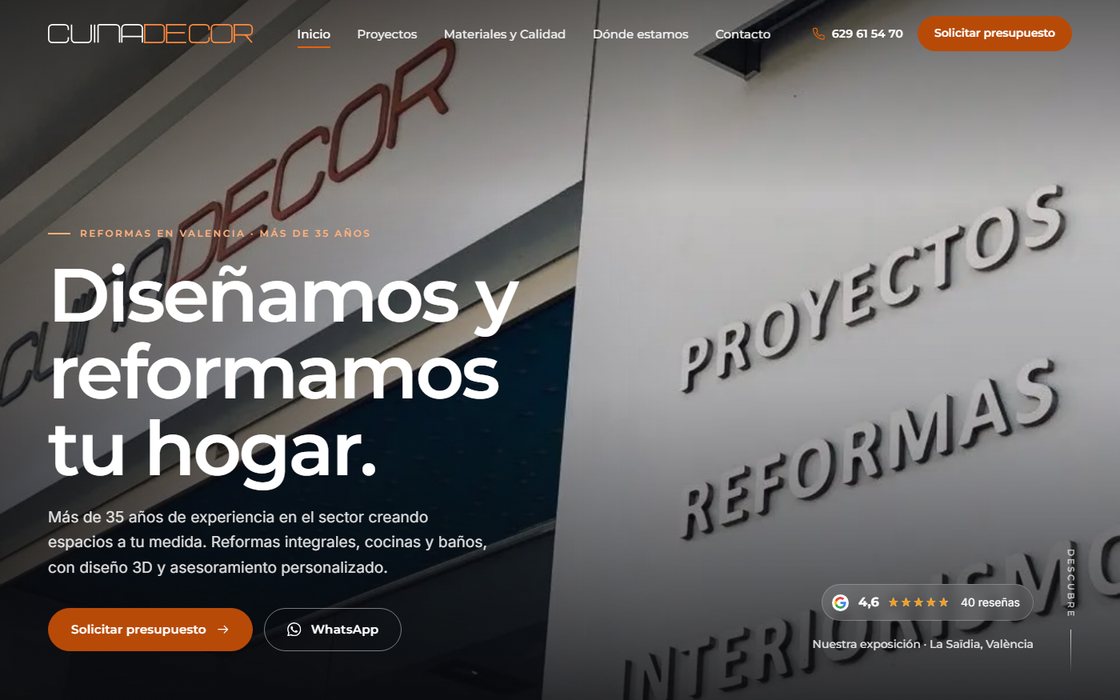 CUINADECOR
Inicio
Proyectos
Materiales y Calidad
Dónde estamos
Contacto
629 61 54 70
Solicitar presupuesto
CUINADECOR
PROYECTOS
REFORMAS
INTERIORISMO
REFORMAS EN VALENCIA · MÁS DE 35 AÑOS
Diseñamos y
reformamos
tu hogar.
Más de 35 años de experiencia en el sector creando
espacios a tu medida. Reformas integrales, cocinas y baños,
con diseño 3D y asesoramiento personalizado.
Solicitar presupuesto
WhatsApp
4,6
40 reseñas
Nuestra exposición · La Saïdia, València
DESCUBRE